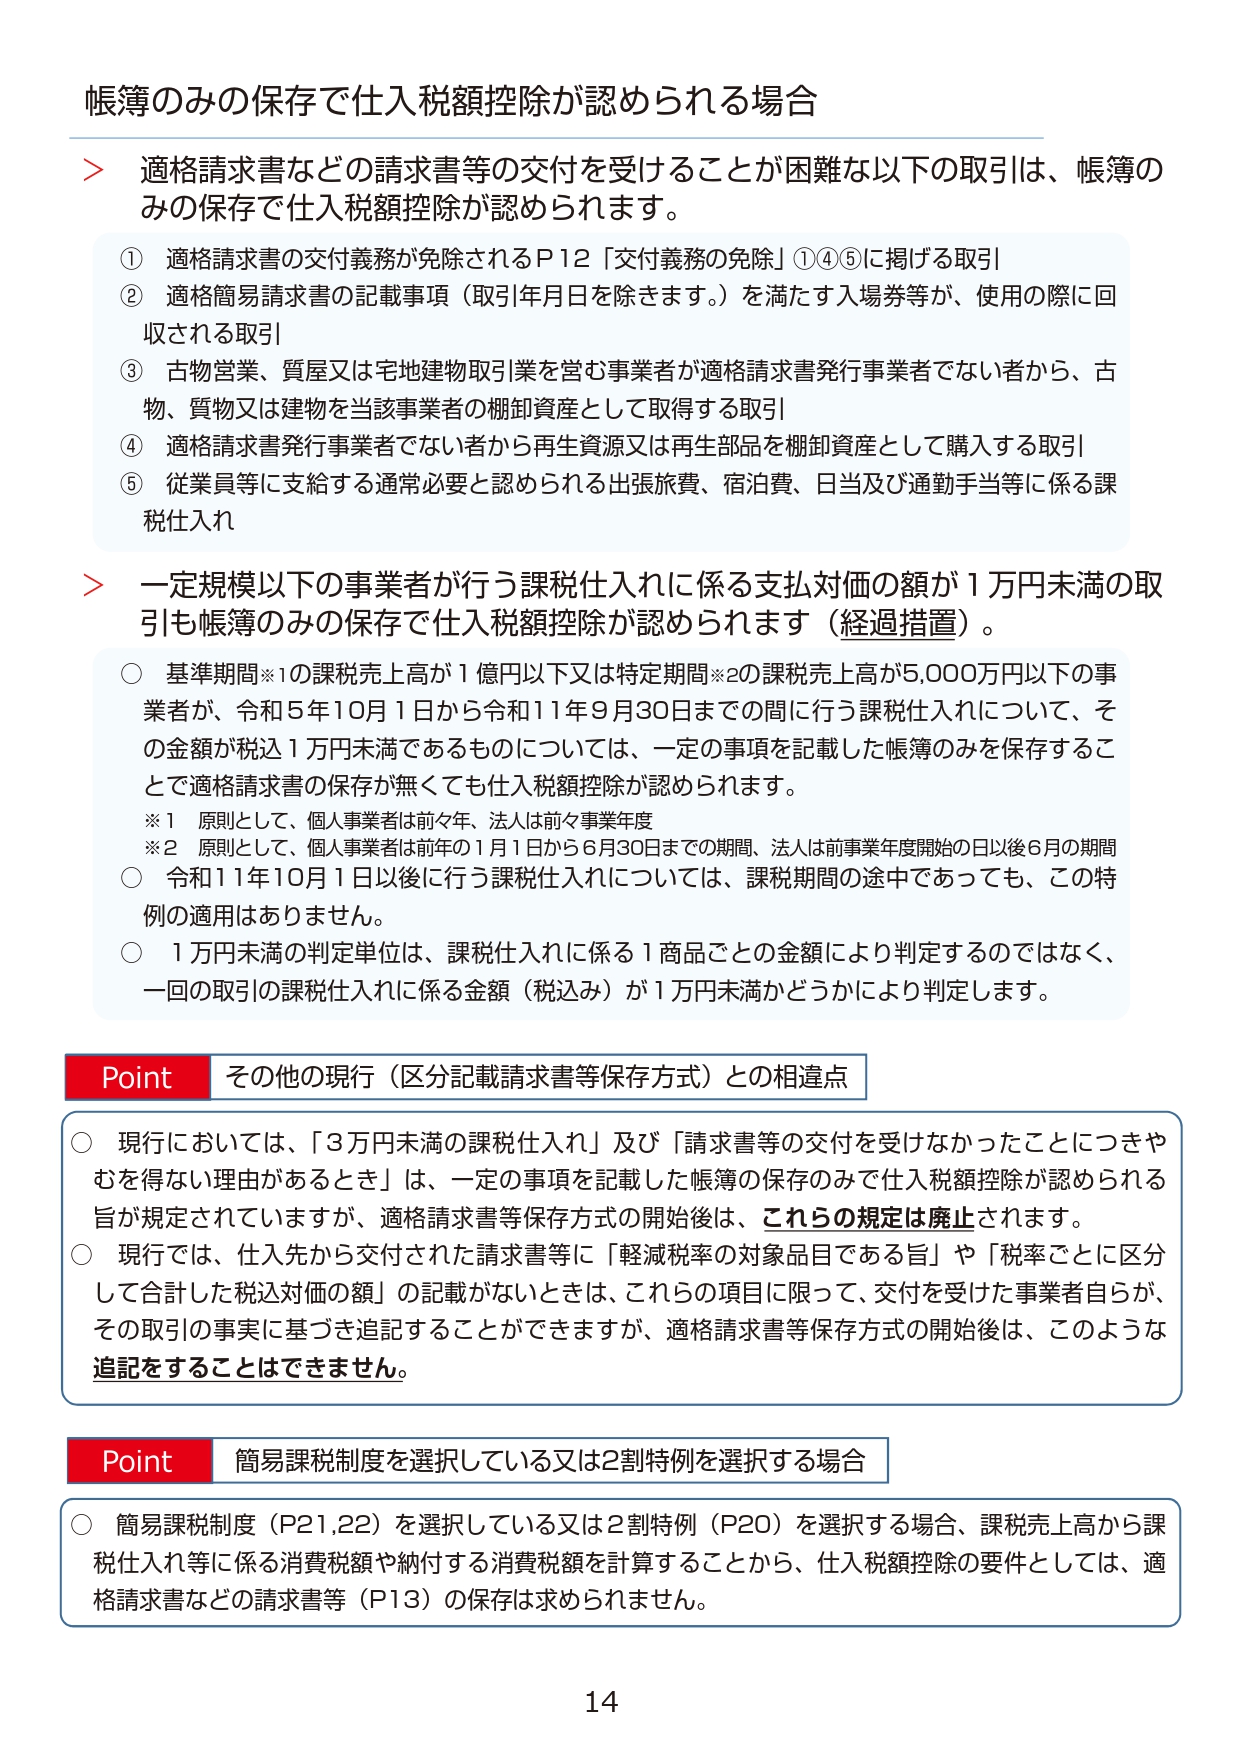 帳簿のみの保存で仕入税額控除が認められる場合
＞　適格請求書などの請求書等の交付を受けることが困難な以下の取引は、帳簿の
みの保存で仕入税額控除が認められます。
①　適格請求書の交付義務が免除されるＰ12「交付義務の免除」①④⑤に掲げる取引
②　適格簡易請求書の記載事項（取引年月日を除きます。）を満たす入場券等が、使用の際に回
収される取引
③　古物営業、質屋又は宅地建物取引業を営む事業者が適格請求書発行事業者でない者から、古
物、質物又は建物を当該事業者の棚卸資産として取得する取引
④　適格請求書発行事業者でない者から再生資源又は再生部品を棚卸資産として購入する取引
⑤　従業員等に支給する通常必要と認められる出張旅費、宿泊費、日当及び通勤手当等に係る課
税仕入れ
＞　一定規模以下の事業者が行う課税仕入れに係る支払対価の額が１万円未満の取
引も帳簿のみの保存で仕入税額控除が認められます（経過措置）。
○　基準期間※1の課税売上高が１億円以下又は特定期間※2の課税売上高が5,000万円以下の事
業者が、令和５年10月１日から令和11年９月30日までの間に行う課税仕入れについて、そ
の金額が税込１万円未満であるものについては、一定の事項を記載した帳簿のみを保存するこ
とで適格請求書の保存が無くても仕入税額控除が認められます。
※１　原則として、個人事業者は前々年、法人は前々事業年度
※２　原則として、個人事業者は前年の１月１日から６月30日までの期間、法人は前事業年度開始の日以後６月の期間
○　令和11年10月１日以後に行う課税仕入れについては、課税期間の途中であっても、この特
例の適用はありません。
○　１万円未満の判定単位は、課税仕入れに係る１商品ごとの金額により判定するのではなく、
一回の取引の課税仕入れに係る金額（税込み）が１万円未満かどうかにより判定します。
Point　その他の現行（区分記載請求書等保存方式）との相違点
○　現行においては、「３万円未満の課税仕入れ」及び「請求書等の交付を受けなかったことにつきや
むを得ない理由があるとき」は、一定の事項を記載した帳簿の保存のみで仕入税額控除が認められる
旨が規定されていますが、適格請求書等保存方式の開始後は、これらの規定は廃止されます。
○　現行では、仕入先から交付された請求書等に「軽減税率の対象品目である旨」や「税率ごとに区分
して合計した税込対価の額」の記載がないときは、これらの項目に限って、交付を受けた事業者自らが、
その取引の事実に基づき追記することができますが、適格請求書等保存方式の開始後は、このような
追記をすることはできません。
Point　簡易課税制度を選択している又は2割特例を選択する場合
○　簡易課税制度（P21,22）を選択している又は２割特例（P20）を選択する場合、課税売上高から課
税仕入れ等に係る消費税額や納付する消費税額を計算することから、仕入税額控除の要件としては、適
格請求書などの請求書等（P13）の保存は求められません。
14